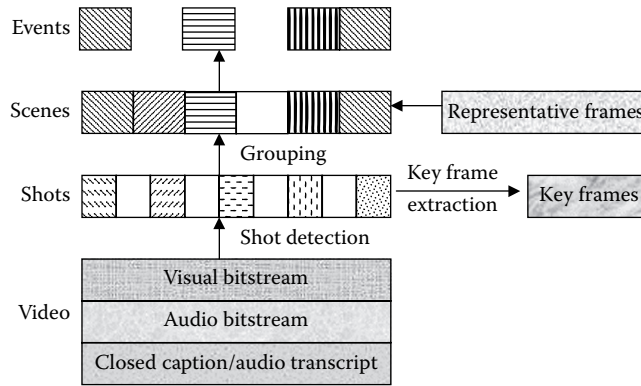 Events
Scenes
Representative frames
Grouping
Shots
Key frame
extraction
Key frames
Shot detection
Video
Visual bitstream
Audio bitstream
Closed caption/audio transcript